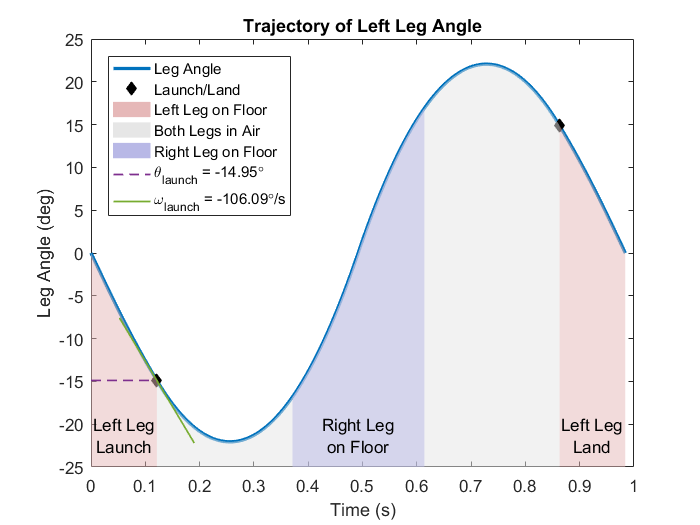 Trajectory of Left Leg Angle
25
20
15
10
5
0
-5
-10
-15
-20
-25
Leg Angle (deg)
Leg Angle
Launch/Land
Left Leg on Floor
Both Legs in Air
Right Leg on Floor
θlaunch = -14.95°
ωlaunch = -106.09°/s
Left Leg
Launch
Right Leg
on Floor
Left Leg
Land
0 0.1 0.2 0.3 0.4 0.5 0.6 0.7 0.8 0.9 1
Time (s)